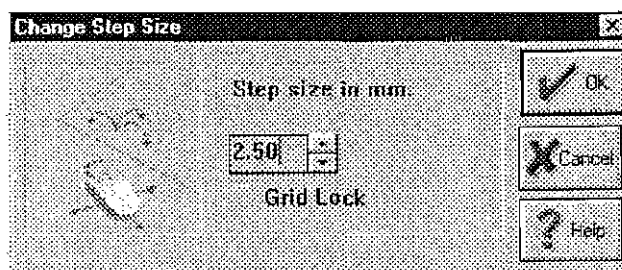 Change Step Size
Step size in mm.
OK
2.50
Cancel
Grid Lock
Help